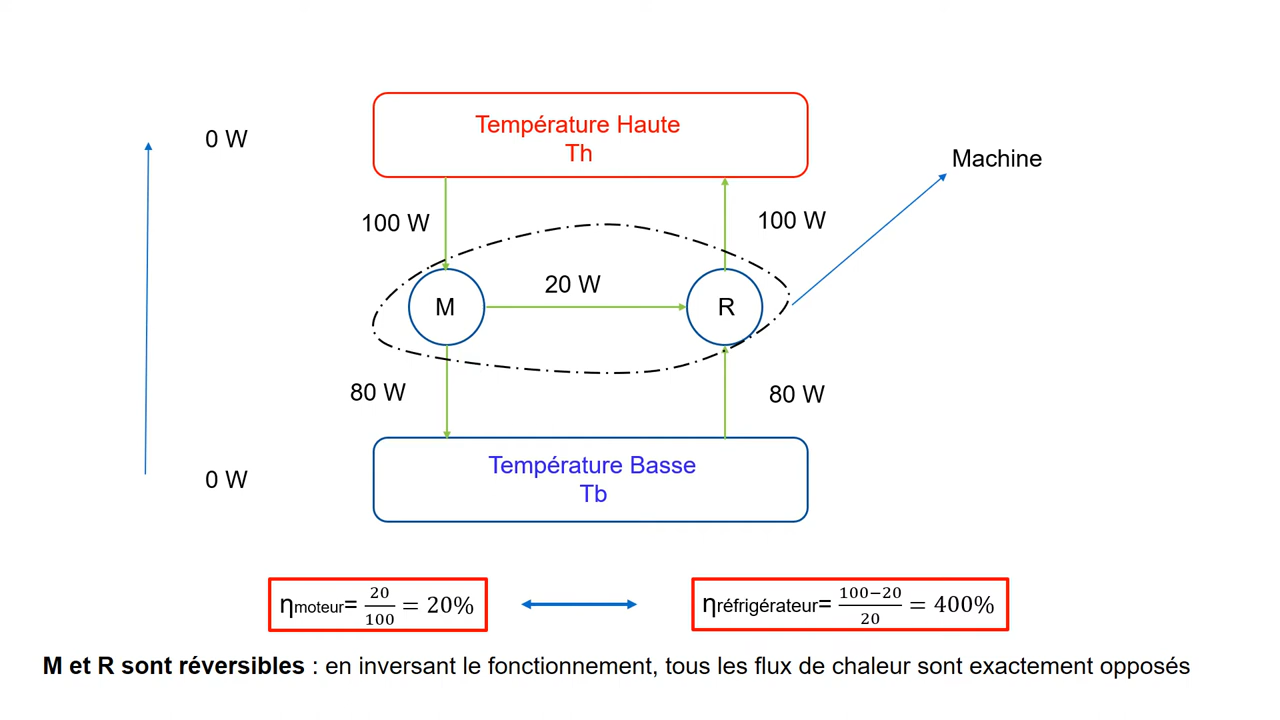 Température Haute
Th
0 W
Machine
100 W
100 W
20 W
M
R
80 W
80 W
Température Basse
Tb
0 W
ηmoteur= 20/100 = 20%
ηréfrigérateur= 100−20/20 = 400%
M et R sont réversibles : en inversant le fonctionnement, tous les flux de chaleur sont exactement opposés